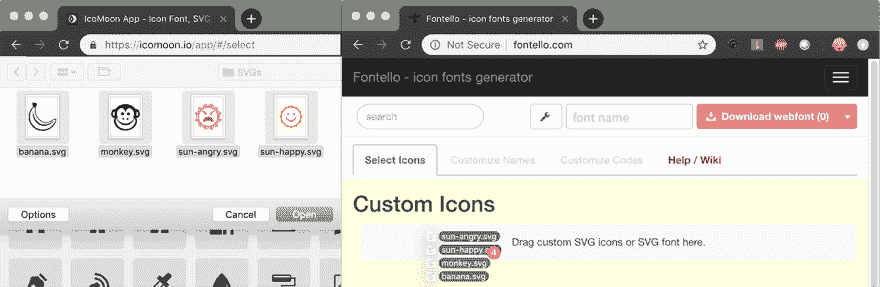 IcoMoon App - Icon Font, SVG
https://icomoon.io/app/#/select
SVGs
banana.svg
monkey.svg
sun-angry.svg
sun-happy.svg
Options
Cancel
Open
Fontello - icon fonts generator
Not Secure | fontello.com
Fontello - icon fonts generator
search
font name
Download webfont (0)
Select Icons
Customize Names
Customize Codes
Help / Wiki
Custom Icons
sun-angry.svg
sun-happy.s
4
monkey.svg
banana.svg
Drag custom SVG icons or SVG font here.